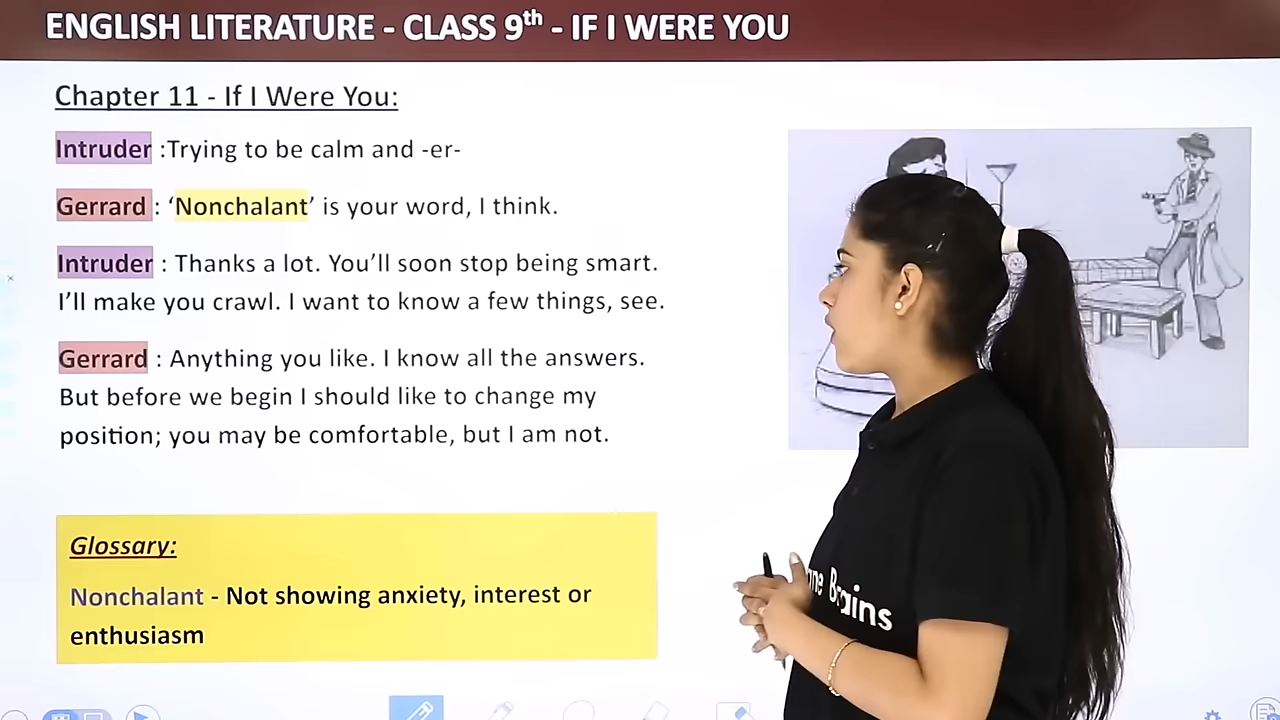 ENGLISH LITERATURE - CLASS 9th - IF I WERE YOU
Chapter 11 - If I Were You:
Intruder :Trying to be calm and -er-
Gerrard : ‘Nonchalant’ is your word, I think.
Intruder : Thanks a lot. You’ll soon stop being smart.
I’ll make you crawl. I want to know a few things, see.
Gerrard : Anything you like. I know all the answers.
But before we begin I should like to change my
position; you may be comfortable, but I am not.
Glossary:
Nonchalant - Not showing anxiety, interest or
enthusiasm
Brains